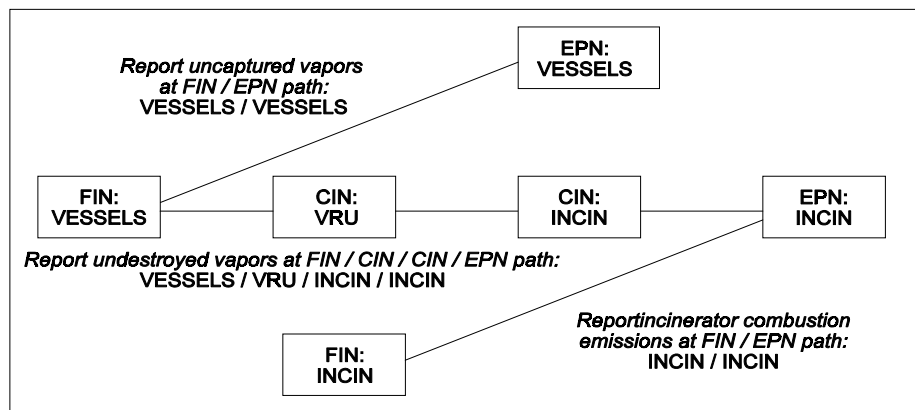 EPN:
VESSELS
Report uncaptured vapors
at FIN / EPN path:
VESSELS / VESSELS
FIN:
VESSELS
CIN:
VRU
CIN:
INCIN
EPN:
INCIN
Report undestroyed vapors at FIN / CIN / CIN / EPN path:
VESSELS / VRU / INCIN / INCIN
Reportincinerator combustion
emissions at FIN / EPN path:
INCIN / INCIN
FIN:
INCIN